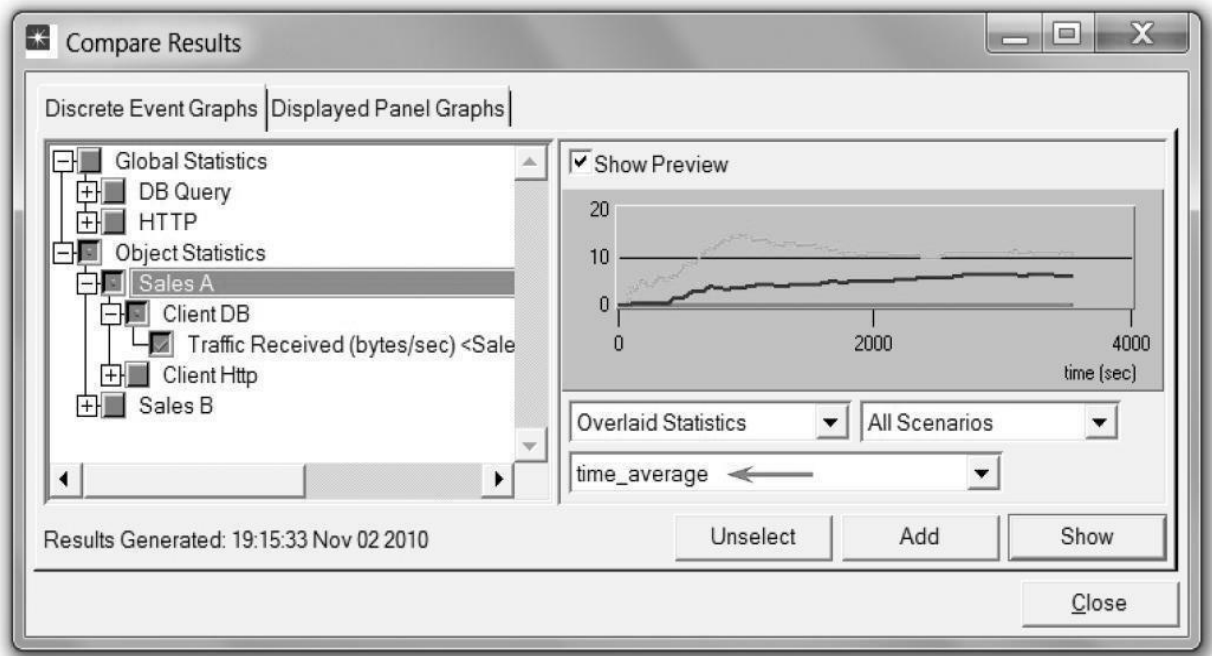 Compare Results
Discrete Event Graphs
Displayed Panel Graphs
Global Statistics
DB Query
HTTP
Object Statistics
Sales A
Client DB
Traffic Received (bytes/sec) <Sale
Client Http
Sales B
Show Preview
20
10
0
0
2000
4000
time (sec)
Overlaid Statistics
All Scenarios
time_average
Results Generated: 19:15:33 Nov 02 2010
Unselect
Add
Show
Close